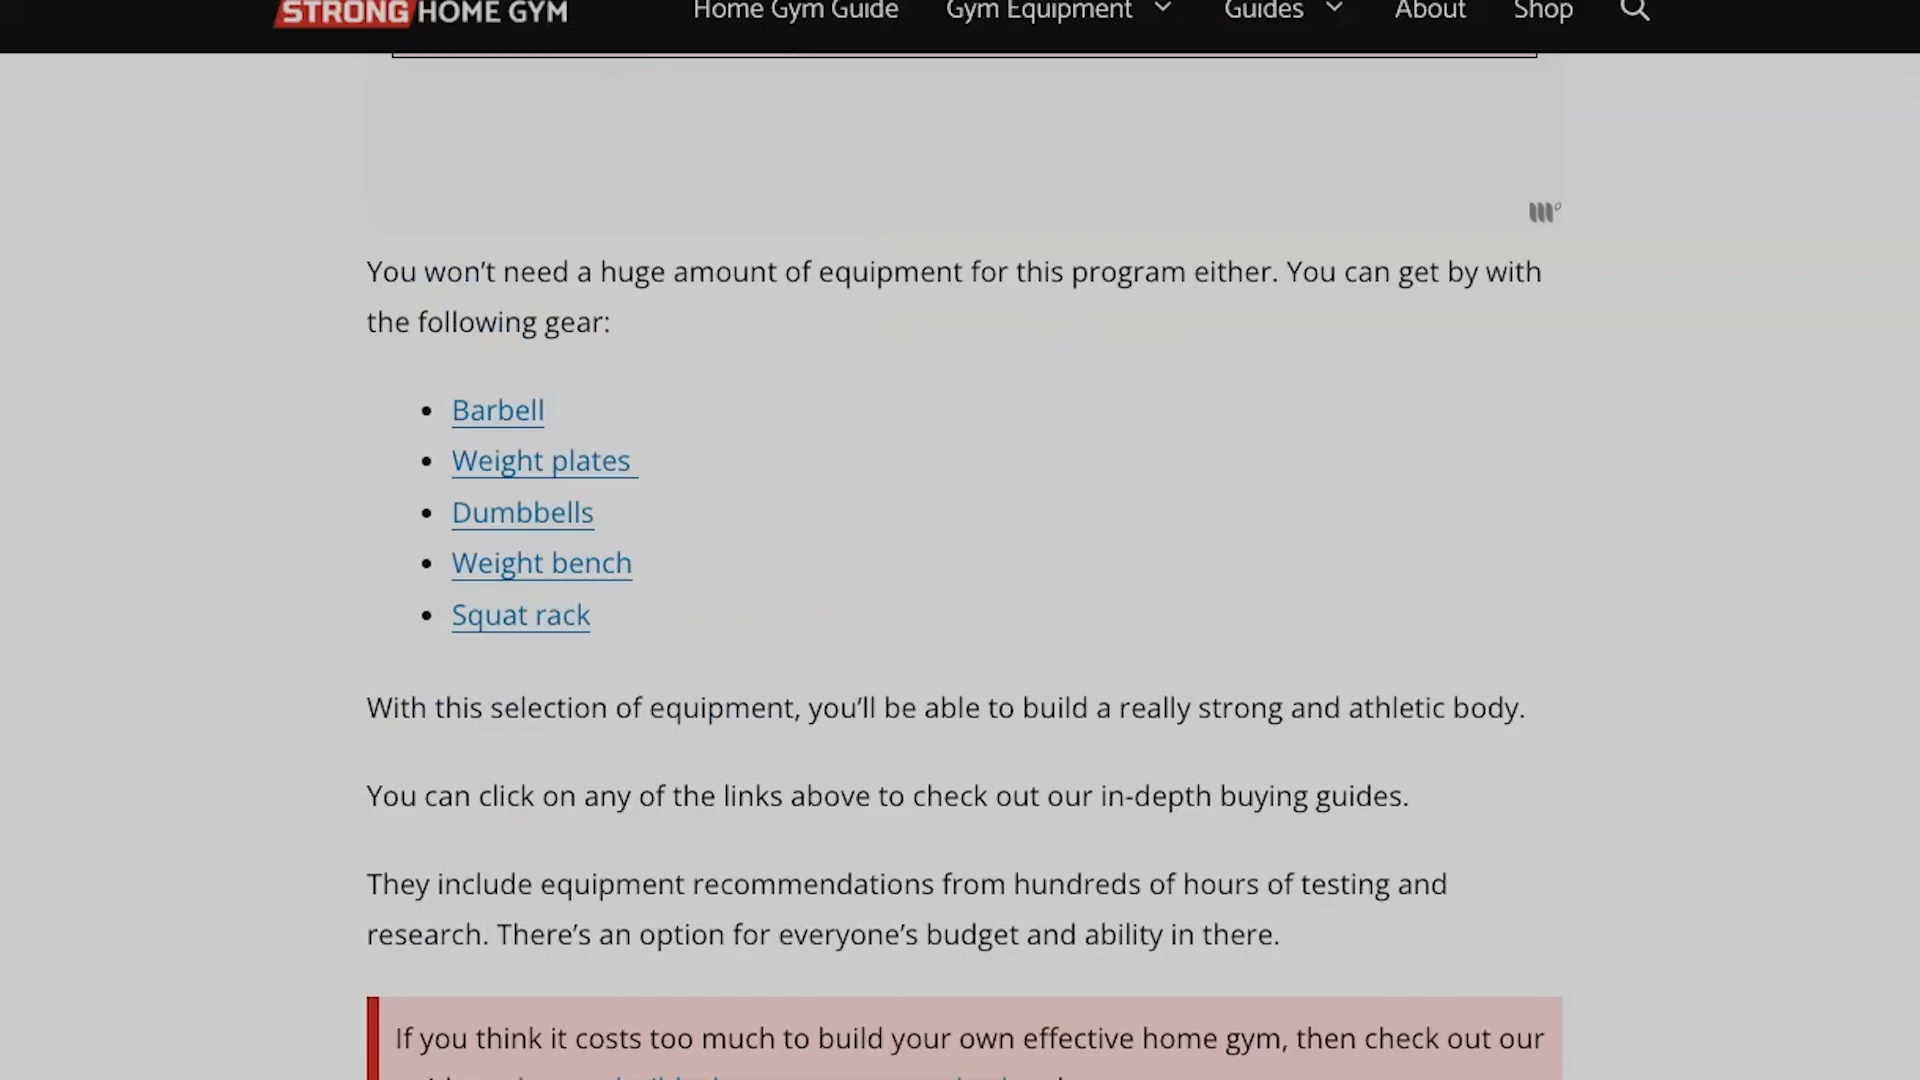 STRONG HOME GYM
Home Gym Guide Gym Equipment Guides About Shop
You won’t need a huge amount of equipment for this program either. You can get by with
the following gear:
• Barbell
• Weight plates
• Dumbbells
• Weight bench
• Squat rack
With this selection of equipment, you’ll be able to build a really strong and athletic body.
You can click on any of the links above to check out our in-depth buying guides.
They include equipment recommendations from hundreds of hours of testing and
research. There’s an option for everyone’s budget and ability in there.
If you think it costs too much to build your own effective home gym, then check out our